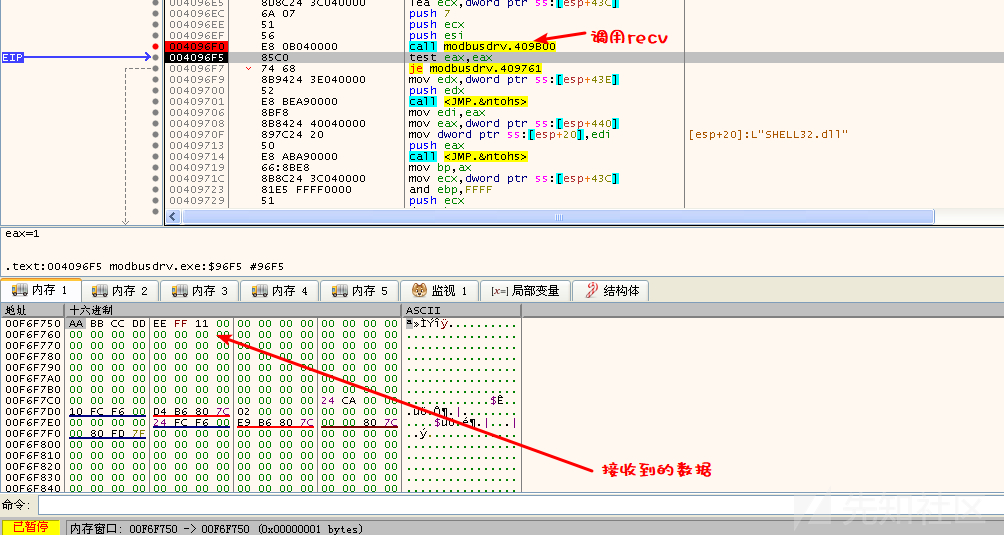 004096E5 8D8C24 3C040000 lea ecx,dword ptr ss:[esp+43C]
004096EC 6A 07 push 7
004096EE 51 push ecx
004096EF 56 push esi
004096F0 E8 0B040000 call modbusdrv.409B00 调用recv
EIP 004096F5 85C0 test eax,eax
004096F7 74 68 je modbusdrv.409761
004096F9 8B9424 3E040000 mov edx,dword ptr ss:[esp+43E]
00409700 52 push edx
00409701 E8 BEA90000 call <JMP.&ntohs>
00409706 8BF8 mov edi,eax
00409708 8B8424 40040000 mov eax,dword ptr ss:[esp+440]
0040970F 897C24 20 mov dword ptr ss:[esp+20],edi [esp+20]:L"SHELL32.dll"
00409713 50 push eax
00409714 E8 ABA90000 call <JMP.&ntohs>
00409719 66:8BE8 mov bp,ax
0040971C 8B8C24 3C040000 mov ecx,dword ptr ss:[esp+43C]
00409723 81E5 FFFF0000 and ebp,FFFF
00409729 51 push ecx
eax=1
.text:004096F5 modbusdrv.exe:$96F5 #96F5
内存 1 内存 2 内存 3 内存 4 内存 5 监视 1 [x=] 局部变量 结构体
地址 十六进制 ASCII
00F6F750 AA BB CC DD EE FF 11 00 00 00 00 00 00 00 00 00 ª»ÌÝîÿ..........
00F6F760 00 00 00 00 00 00 00 00 00 00 00 00 00 00 00 00 ................
00F6F770 00 00 00 00 00 00 00 00 00 00 00 00 00 00 00 00 ................
00F6F780 00 00 00 00 00 00 00 00 00 00 00 00 00 00 00 00 ................
00F6F790 00 00 00 00 00 00 00 00 00 00 00 00 00 00 00 00 ................
00F6F7A0 00 00 00 00 00 00 00 00 00 00 00 00 00 00 00 00 ................
00F6F7B0 00 00 00 00 00 00 00 00 00 00 00 00 00 00 00 00 ................
00F6F7C0 00 00 00 00 00 00 00 00 00 00 00 00 24 CA 00 00 ............$Ê..
00F6F7D0 10 FC F6 00 D4 B6 80 7C 02 00 00 00 00 00 00 00 .üö.Ô¶.|........
00F6F7E0 00 00 00 00 24 FC F6 00 E9 B6 80 7C 00 00 80 7C ....$üö.é¶.|...|
00F6F7F0 00 80 FD 7F 00 00 00 00 00 00 00 00 00 00 00 00 ..ý.............
00F6F800 00 00 00 00 00 00 00 00 00 00 00 00 00 00 00 00 ................
00F6F810 00 00 00 00 00 00 00 00 00 00 00 00 00 00 00 00 ................
00F6F820 00 00 00 00 00 00 00 00 00 00 00 00 00 00 00 00 ................
00F6F830 00 00 00 00 00 00 00 00 00 00 00 00 00 00 00 00 ................
00F6F840 00 00 00 00 00 00 00 00 00 00 00 00 00 00 00 00 ................
接收到的数据
命令:
已暂停 内存窗口: 00F6F750 -> 00F6F750 (0x00000001 bytes)
先知社区